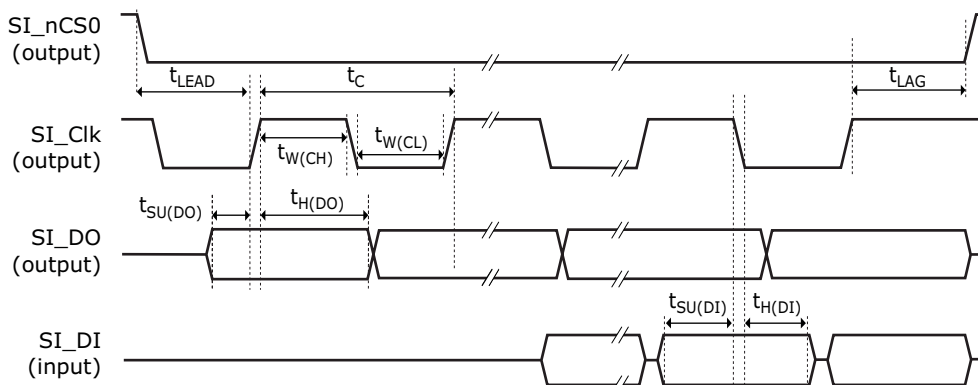 SI_nCS0
(output)
tLEAD
tC
tLAG
SI_Clk
(output)
tW(CH)
tW(CL)
tSU(DO)
tH(DO)
SI_DO
(output)
tSU(DI)
tH(DI)
SI_DI
(input)